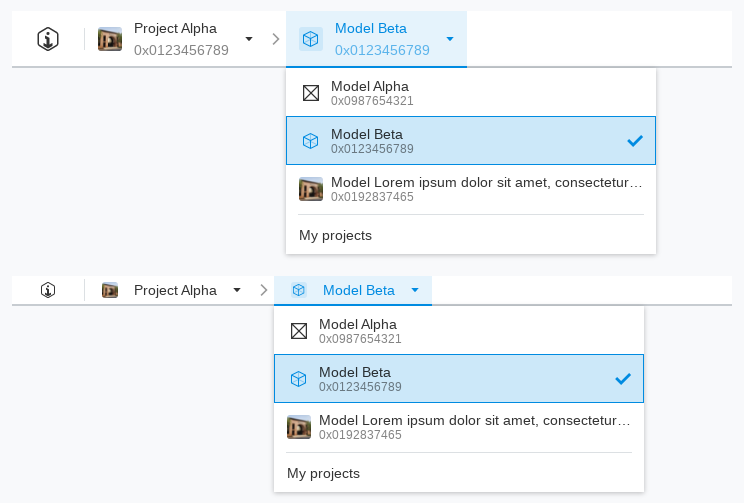 Project Alpha
0x0123456789
Model Beta
0x0123456789
Model Alpha
0x0987654321
Model Beta
0x0123456789
Model Lorem ipsum dolor sit amet, consectetur…
0x0192837465
My projects
Project Alpha
Model Beta
Model Alpha
0x0987654321
Model Beta
0x0123456789
Model Lorem ipsum dolor sit amet, consectetur…
0x0192837465
My projects